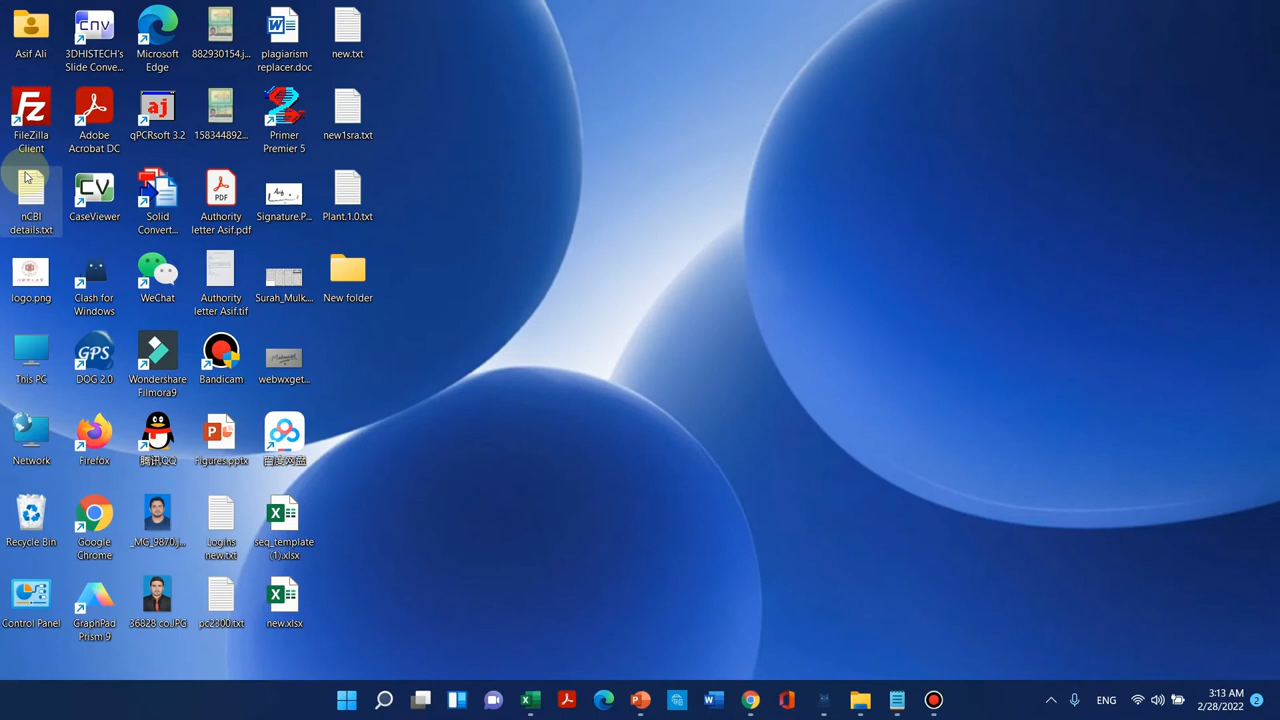 Asif Ali
3DHISTECH's
Slide Conve...
Microsoft
Edge
882930154.j...
plagiarism
replacer.doc
new.txt
FileZilla
Client
Adobe
Acrobat DC
qPCRsoft 3.2
158344892...
Primer
Premier 5
new1sra.txt
nCBI
details.txt
CaseViewer
Solid
Convert...
Authority
letter Asif.pdf
Signature.P...
Plant.1.0.txt
logo.png
Clash for
Windows
WeChat
Authority
letter Asif.tif
Surah_Mulk....
New folder
This PC
DOG 2.0
Wondershare
Filmora9
Bandicam
webwxget...
Network
Firefox
腾讯QQ
Figures.pptx
百度网盘
Recycle Bin
Google
Chrome
_MG_9870.j...
Logins
new.txt
seq_template
(1).xlsx
Control Panel
GraphPad
Prism 9
36828 co.JPG
pc2800.txt
new.xlsx
ENG
3:13 AM
2/28/2022
2